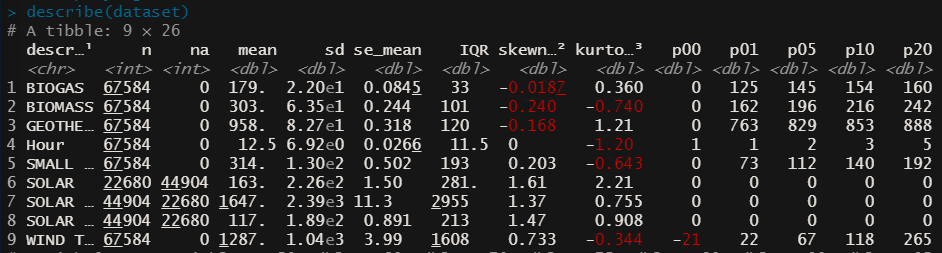 > describe(dataset)
# A tibble: 9 × 26
descr…¹ n na mean sd se_mean IQR skewn…² kurto…³ p00 p01 p05 p10 p20
<chr> <int> <int> <dbl> <dbl> <dbl> <dbl> <dbl> <dbl> <dbl> <dbl> <dbl> <dbl> <dbl>
1 BIOGAS 67584 0 179. 2.20e1 0.0845 33 -0.0187 0.360 0 125 145 154 160
2 BIOMASS 67584 0 303. 6.35e1 0.244 101 -0.240 -0.740 0 162 196 216 242
3 GEOTHE… 67584 0 958. 8.27e1 0.318 120 -0.168 1.21 0 763 829 853 888
4 Hour 67584 0 12.5 6.92e0 0.0266 11.5 0 -1.20 1 1 2 3 5
5 SMALL … 67584 0 314. 1.30e2 0.502 193 0.203 -0.643 0 73 112 140 192
6 SOLAR 22680 44904 163. 2.26e2 1.50 281. 1.61 2.21 0 0 0 0 0
7 SOLAR … 44904 22680 1647. 2.39e3 11.3 2955 1.37 0.755 0 0 0 0 0
8 SOLAR … 44904 22680 117. 1.89e2 0.891 213 1.47 0.908 0 0 0 0 0
9 WIND T… 67584 0 1287. 1.04e3 3.99 1608 0.733 -0.344 -21 22 67 118 265